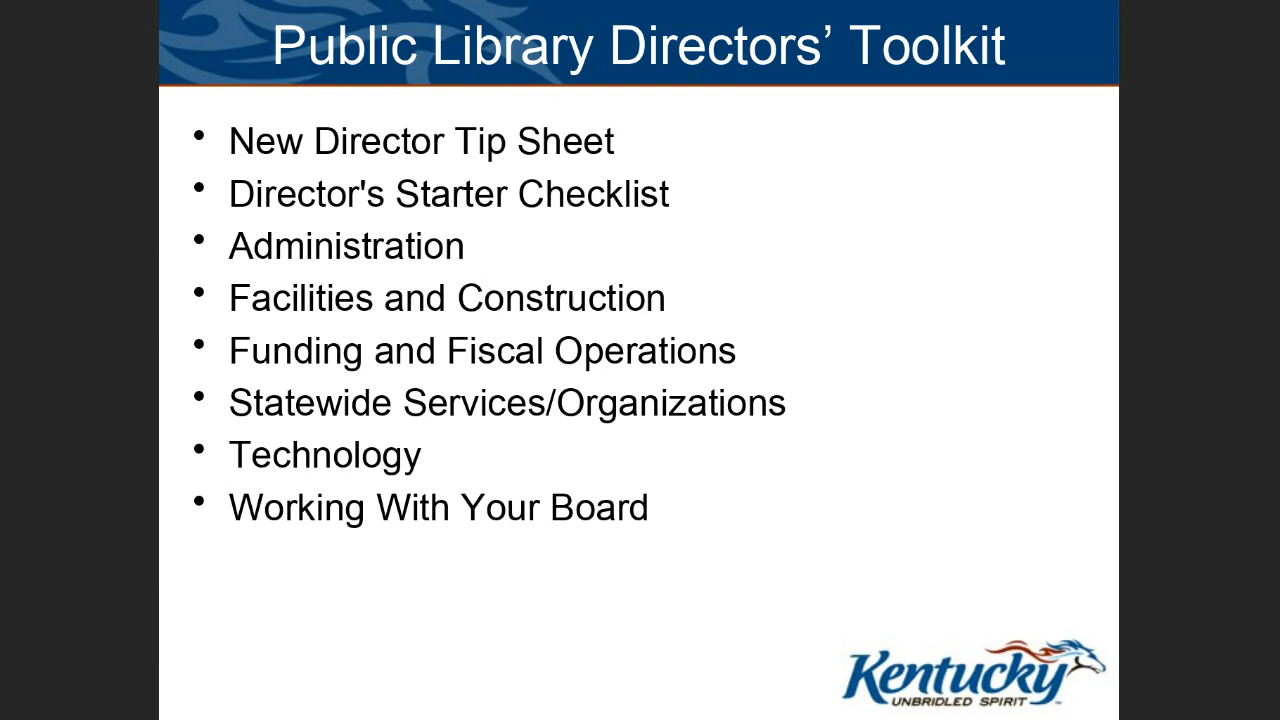 Public Library Directors’ Toolkit
• New Director Tip Sheet
• Director's Starter Checklist
• Administration
• Facilities and Construction
• Funding and Fiscal Operations
• Statewide Services/Organizations
• Technology
• Working With Your Board
Kentucky™
UNBRIDLED SPIRIT